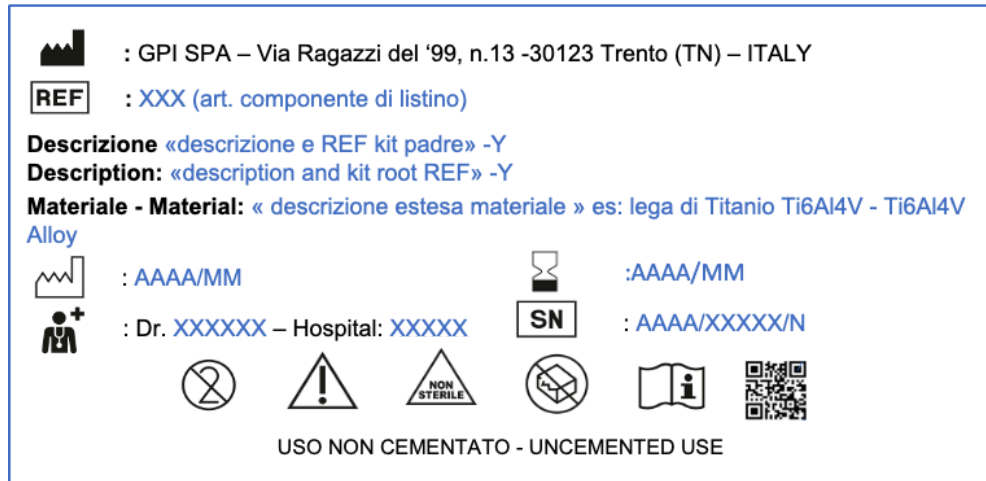 : GPI SPA – Via Ragazzi del ‘99, n.13 -30123 Trento (TN) – ITALY
REF : XXX (art. componente di listino)
Descrizione «descrizione e REF kit padre» -Y
Description: «description and kit root REF» -Y
Materiale - Material: « descrizione estesa materiale » es: lega di Titanio Ti6Al4V - Ti6Al4V
Alloy
: AAAA/MM :AAAA/MM
: Dr. XXXXXX – Hospital: XXXXX SN : AAAA/XXXXX/N
2 ! NON STERILE i
USO NON CEMENTATO - UNCEMENTED USE